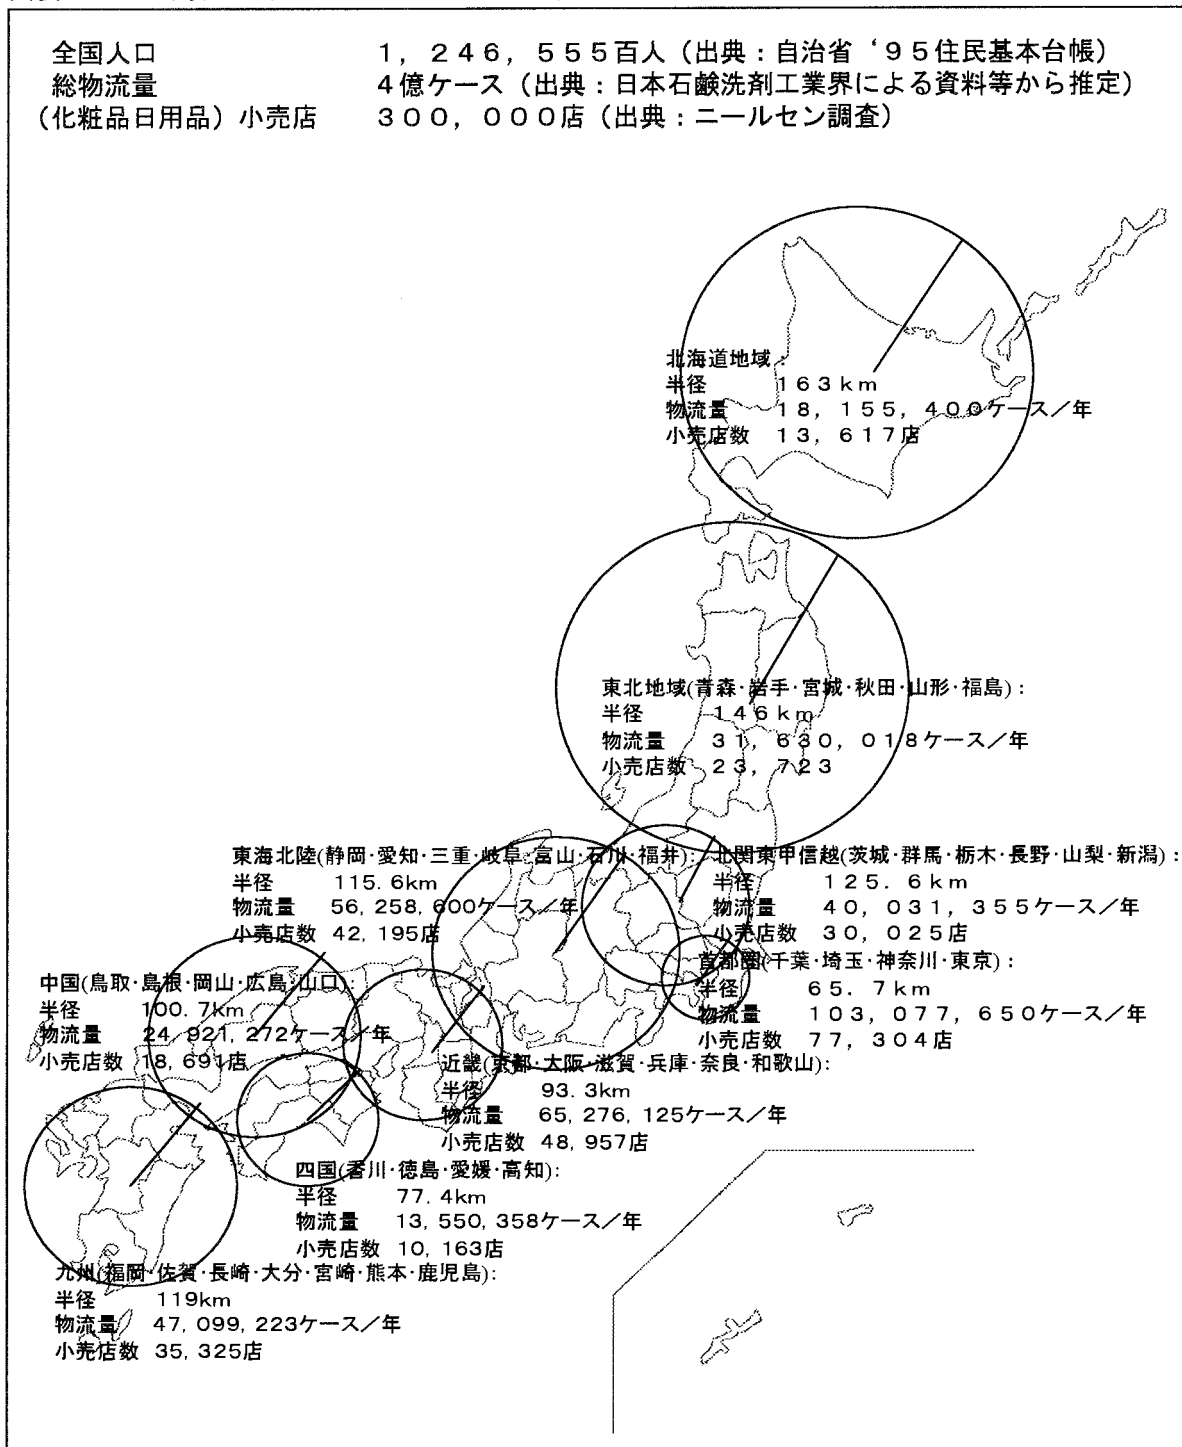 全国人口 1,246,555百人(出典:自治省‘95住民基本台帳)
総物流量 4億ケース(出典:日本石鹸洗剤工業界による資料等から推定)
(化粧品日用品)小売店 300,000店(出典:ニールセン調査)
北海道地域:
半径 163km
物流量 18,155,400ケース/年
小売店数 13,617店
東北地域(青森・岩手・宮城・秋田・山形・福島):
半径 146km
物流量 31,630,018ケース/年
小売店数 23,723
東海北陸(静岡・愛知・三重・岐阜・富山・石川・福井):
半径 115.6km
物流量 56,258,600ケース/年
小売店数 42,195店
北関東甲信越(茨城・群馬・栃木・長野・山梨・新潟):
半径 125.6km
物流量 40,031,355ケース/年
小売店数 30,025店
首都圏(千葉・埼玉・神奈川・東京):
半径 65.7km
物流量 103,077,650ケース/年
小売店数 77,304店
中国(鳥取・島根・岡山・広島・山口):
半径 100.7km
物流量 24,921,272ケース/年
小売店数 18,691店
近畿(京都・大阪・滋賀・兵庫・奈良・和歌山):
半径 93.3km
物流量 65,276,125ケース/年
小売店数 48,957店
四国(香川・徳島・愛媛・高知):
半径 77.4km
物流量 13,550,358ケース/年
小売店数 10,163店
九州(福岡・佐賀・長崎・大分・宮崎・熊本・鹿児島):
半径 119km
物流量 47,099,223ケース/年
小売店数 35,325店